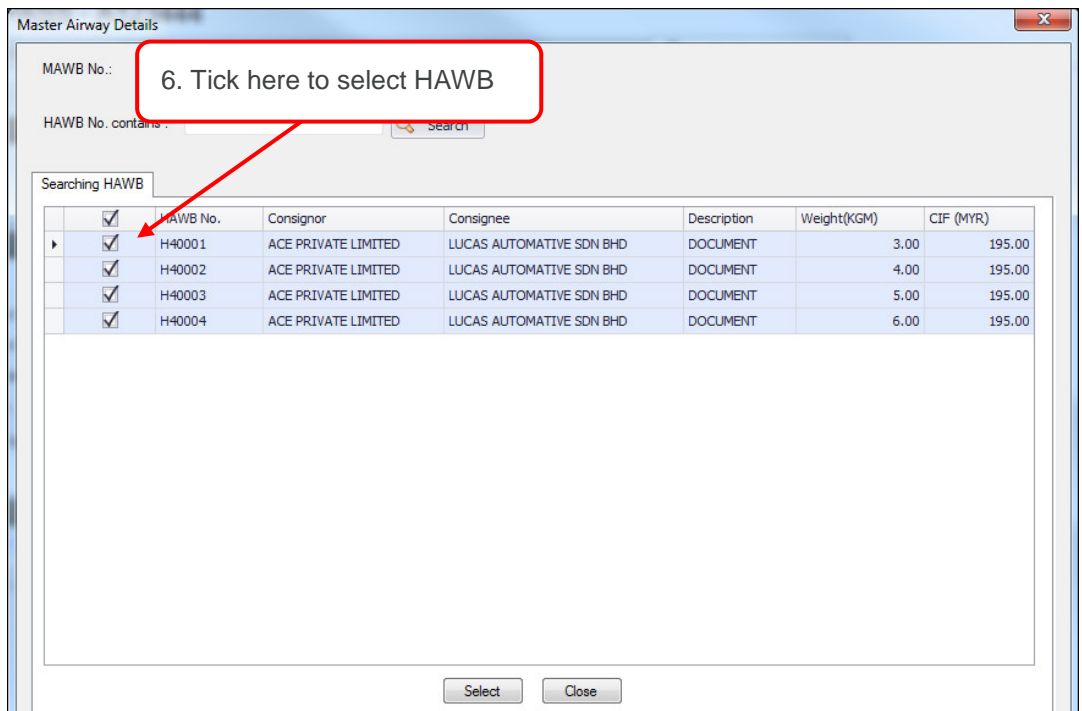 Master Airway Details
MAWB No.:
6. Tick here to select HAWB
HAWB No. contains :
Search
Searching HAWB
HAWB No. Consignor Consignee Description Weight(KGM) CIF (MYR)
H40001 ACE PRIVATE LIMITED LUCAS AUTOMATIVE SDN BHD DOCUMENT 3.00 195.00
H40002 ACE PRIVATE LIMITED LUCAS AUTOMATIVE SDN BHD DOCUMENT 4.00 195.00
H40003 ACE PRIVATE LIMITED LUCAS AUTOMATIVE SDN BHD DOCUMENT 5.00 195.00
H40004 ACE PRIVATE LIMITED LUCAS AUTOMATIVE SDN BHD DOCUMENT 6.00 195.00
Select Close